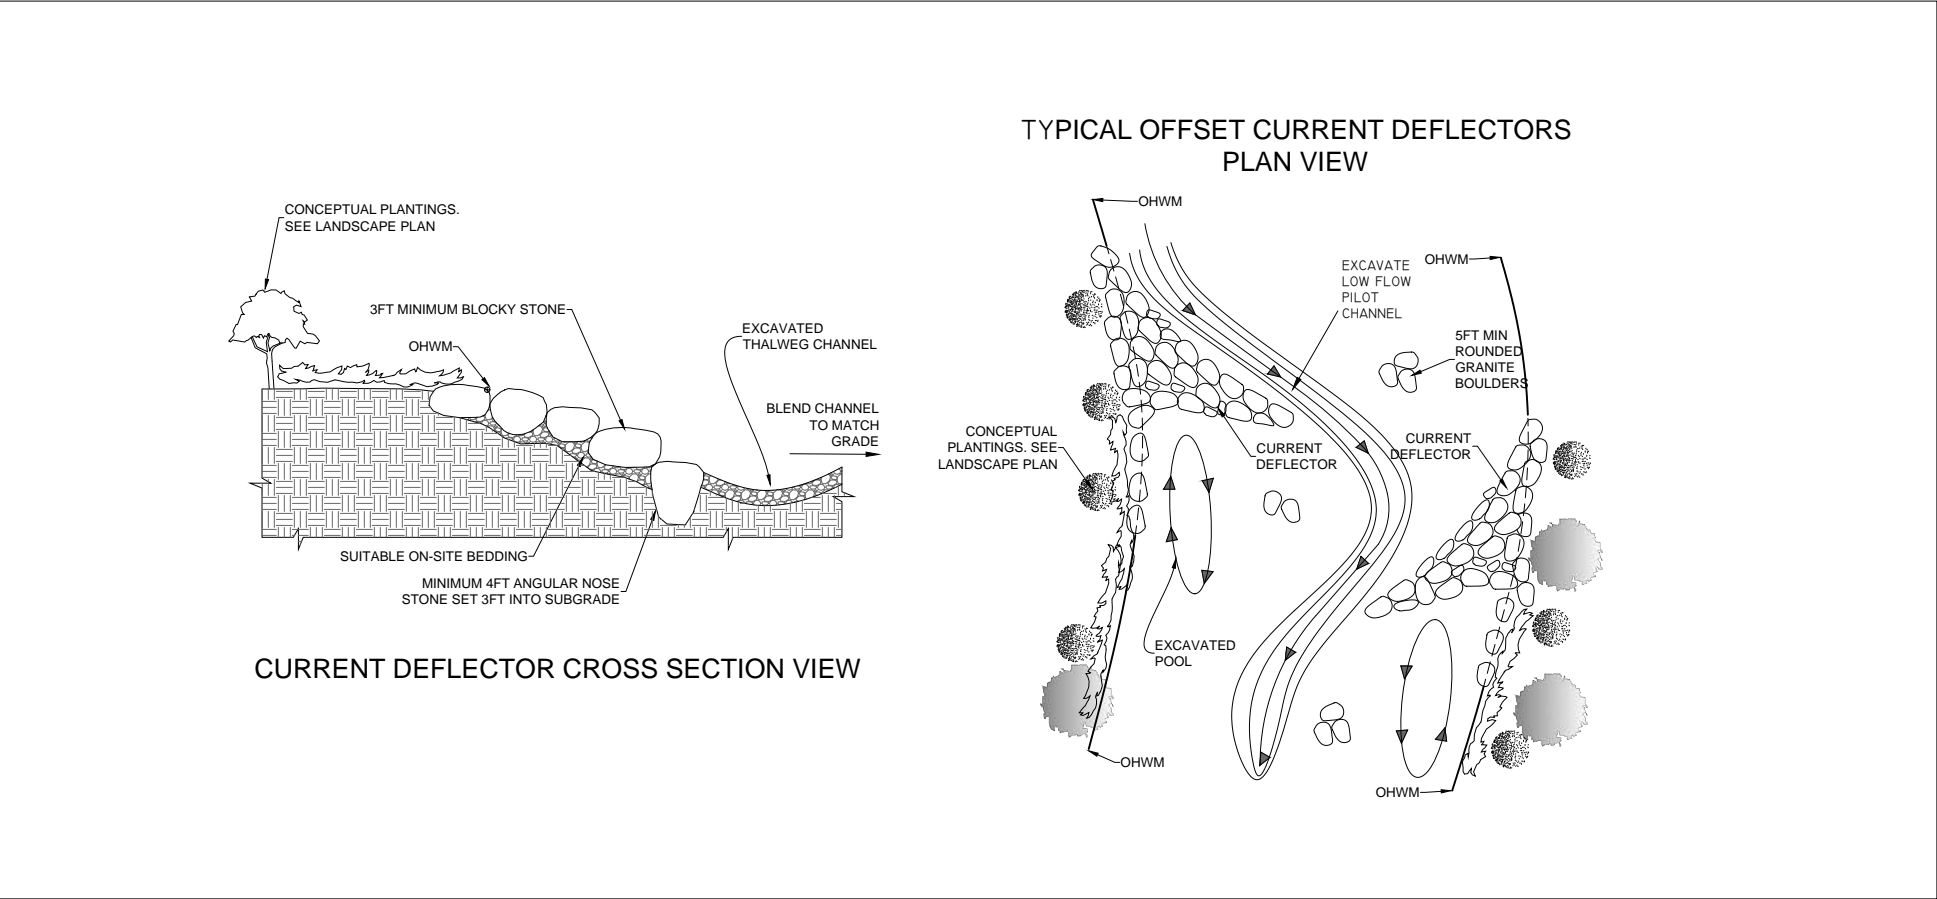 CONCEPTUAL PLANTINGS.
SEE LANDSCAPE PLAN
3FT MINIMUM BLOCKY STONE
OHWM
EXCAVATED
THALWEG CHANNEL
BLEND CHANNEL
TO MATCH
GRADE
SUITABLE ON-SITE BEDDING
MINIMUM 4FT ANGULAR NOSE
STONE SET 3FT INTO SUBGRADE
CURRENT DEFLECTOR CROSS SECTION VIEW
TYPICAL OFFSET CURRENT DEFLECTORS
PLAN VIEW
OHWM
OHWM
EXCAVATE
LOW FLOW
PILOT
CHANNEL
5FT MIN
ROUNDED
GRANITE
BOULDERS
CONCEPTUAL
PLANTINGS. SEE
LANDSCAPE PLAN
CURRENT
DEFLECTOR
CURRENT
DEFLECTOR
EXCAVATED
POOL
OHWM
OHWM